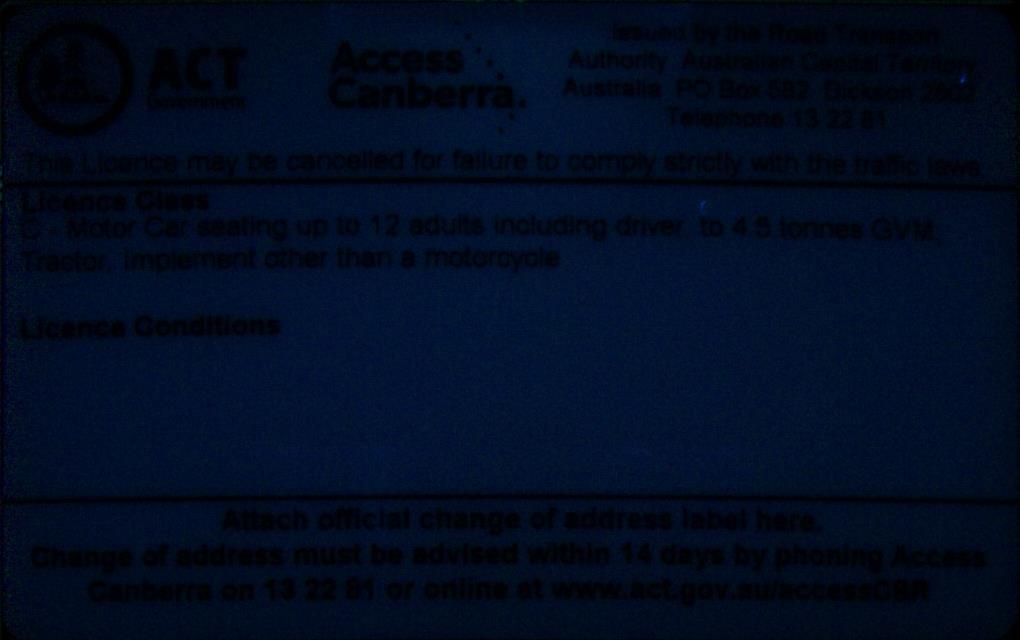 ACT
Government
Access
Canberra.
Issued by the Road Transport
Authority Australian Capital Territory
Australia PO Box 582 Dickson 2602
Telephone 13 22 81
This Licence may be cancelled for failure to comply strictly with the traffic laws
Licence Class
C - Motor Car seating up to 12 adults including driver, to 4.5 tonnes GVM,
Tractor, Implement other than a motorcycle
Licence Conditions
Attach official change of address label here.
Change of address must be advised within 14 days by phoning Access
Canberra on 13 22 81 or online at www.act.gov.au/accessCBR